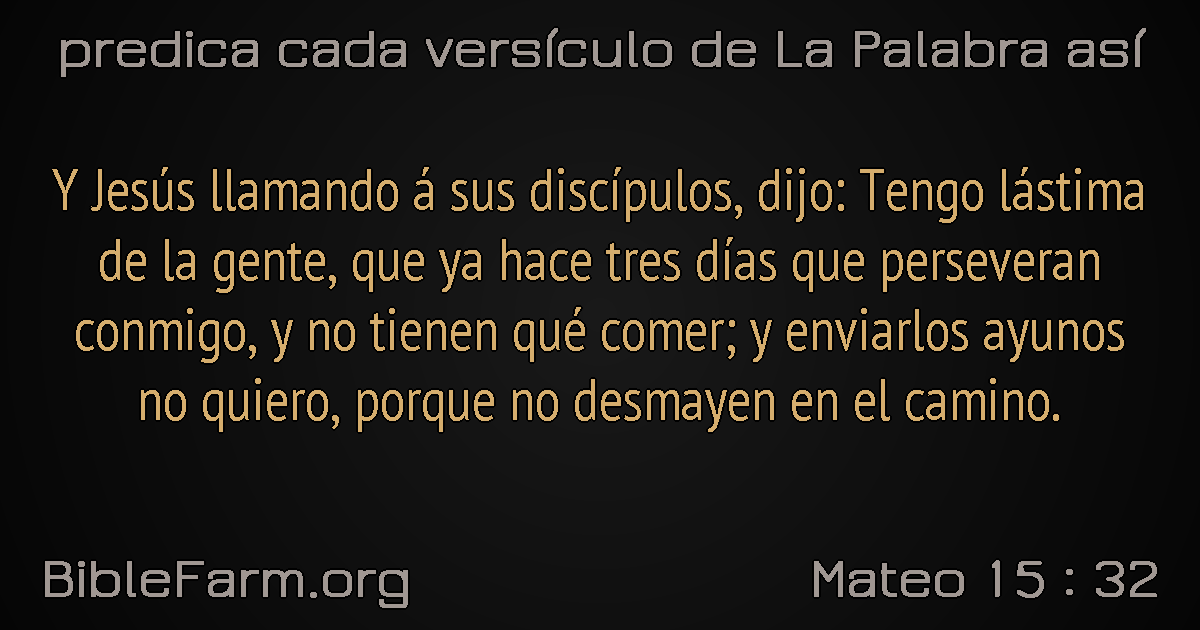 predica cada versículo de La Palabra así
Y Jesús llamando á sus discípulos, dijo: Tengo lástima
de la gente, que ya hace tres días que perseveran
conmigo, y no tienen qué comer; y enviarlos ayunos
no quiero, porque no desmayen en el camino.
BibleFarm.org
Mateo 15 : 32